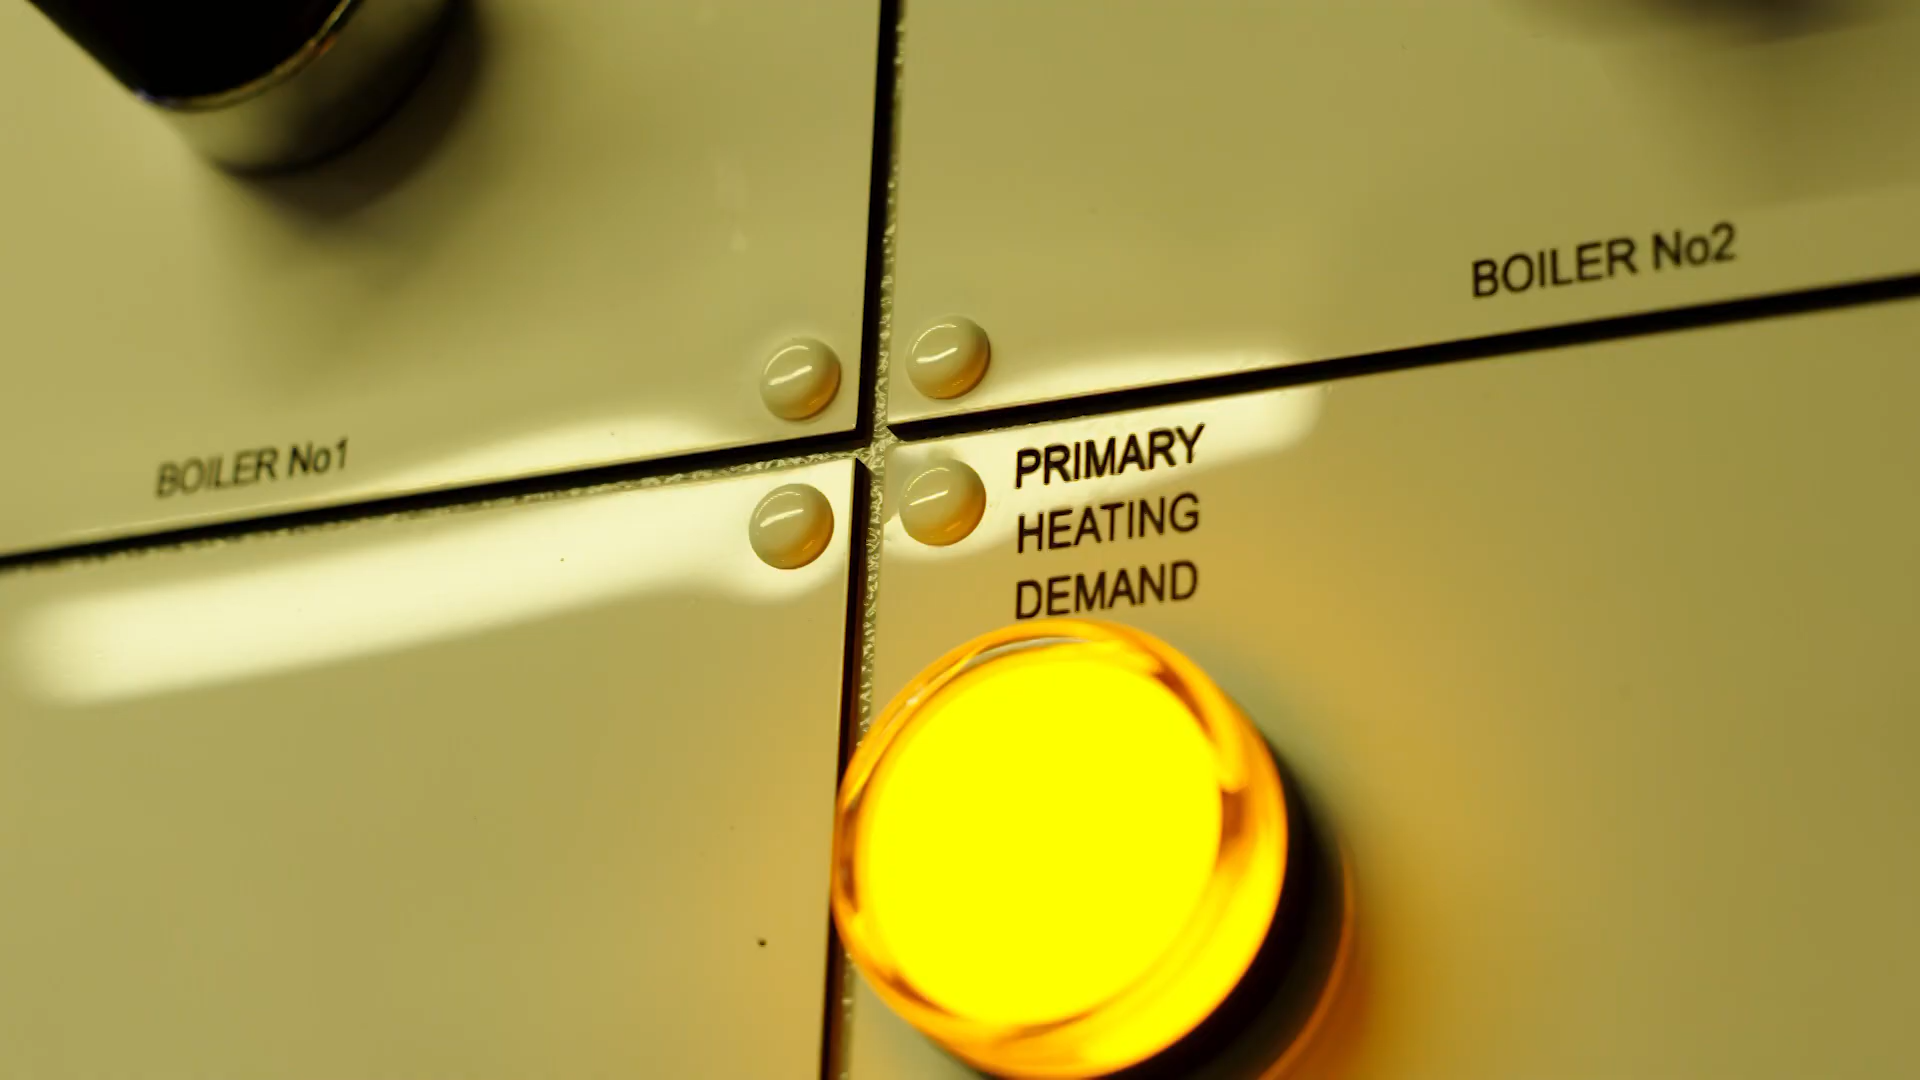 BOILER No1
BOILER No2
PRIMARY
HEATING
DEMAND